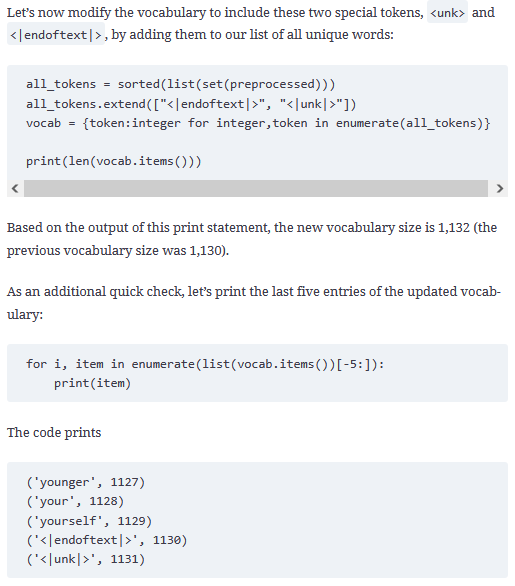 Let’s now modify the vocabulary to include these two special tokens, <unk> and
<|endoftext|>, by adding them to our list of all unique words:
all_tokens = sorted(list(set(preprocessed)))
all_tokens.extend(["<|endoftext|>", "<|unk|>"])
vocab = {token:integer for integer,token in enumerate(all_tokens)}
print(len(vocab.items()))
Based on the output of this print statement, the new vocabulary size is 1,132 (the
previous vocabulary size was 1,130).
As an additional quick check, let’s print the last five entries of the updated vocab-
ulary:
for i, item in enumerate(list(vocab.items())[-5:]):
    print(item)
The code prints
('younger', 1127)
('your', 1128)
('yourself', 1129)
('<|endoftext|>', 1130)
('<|unk|>', 1131)